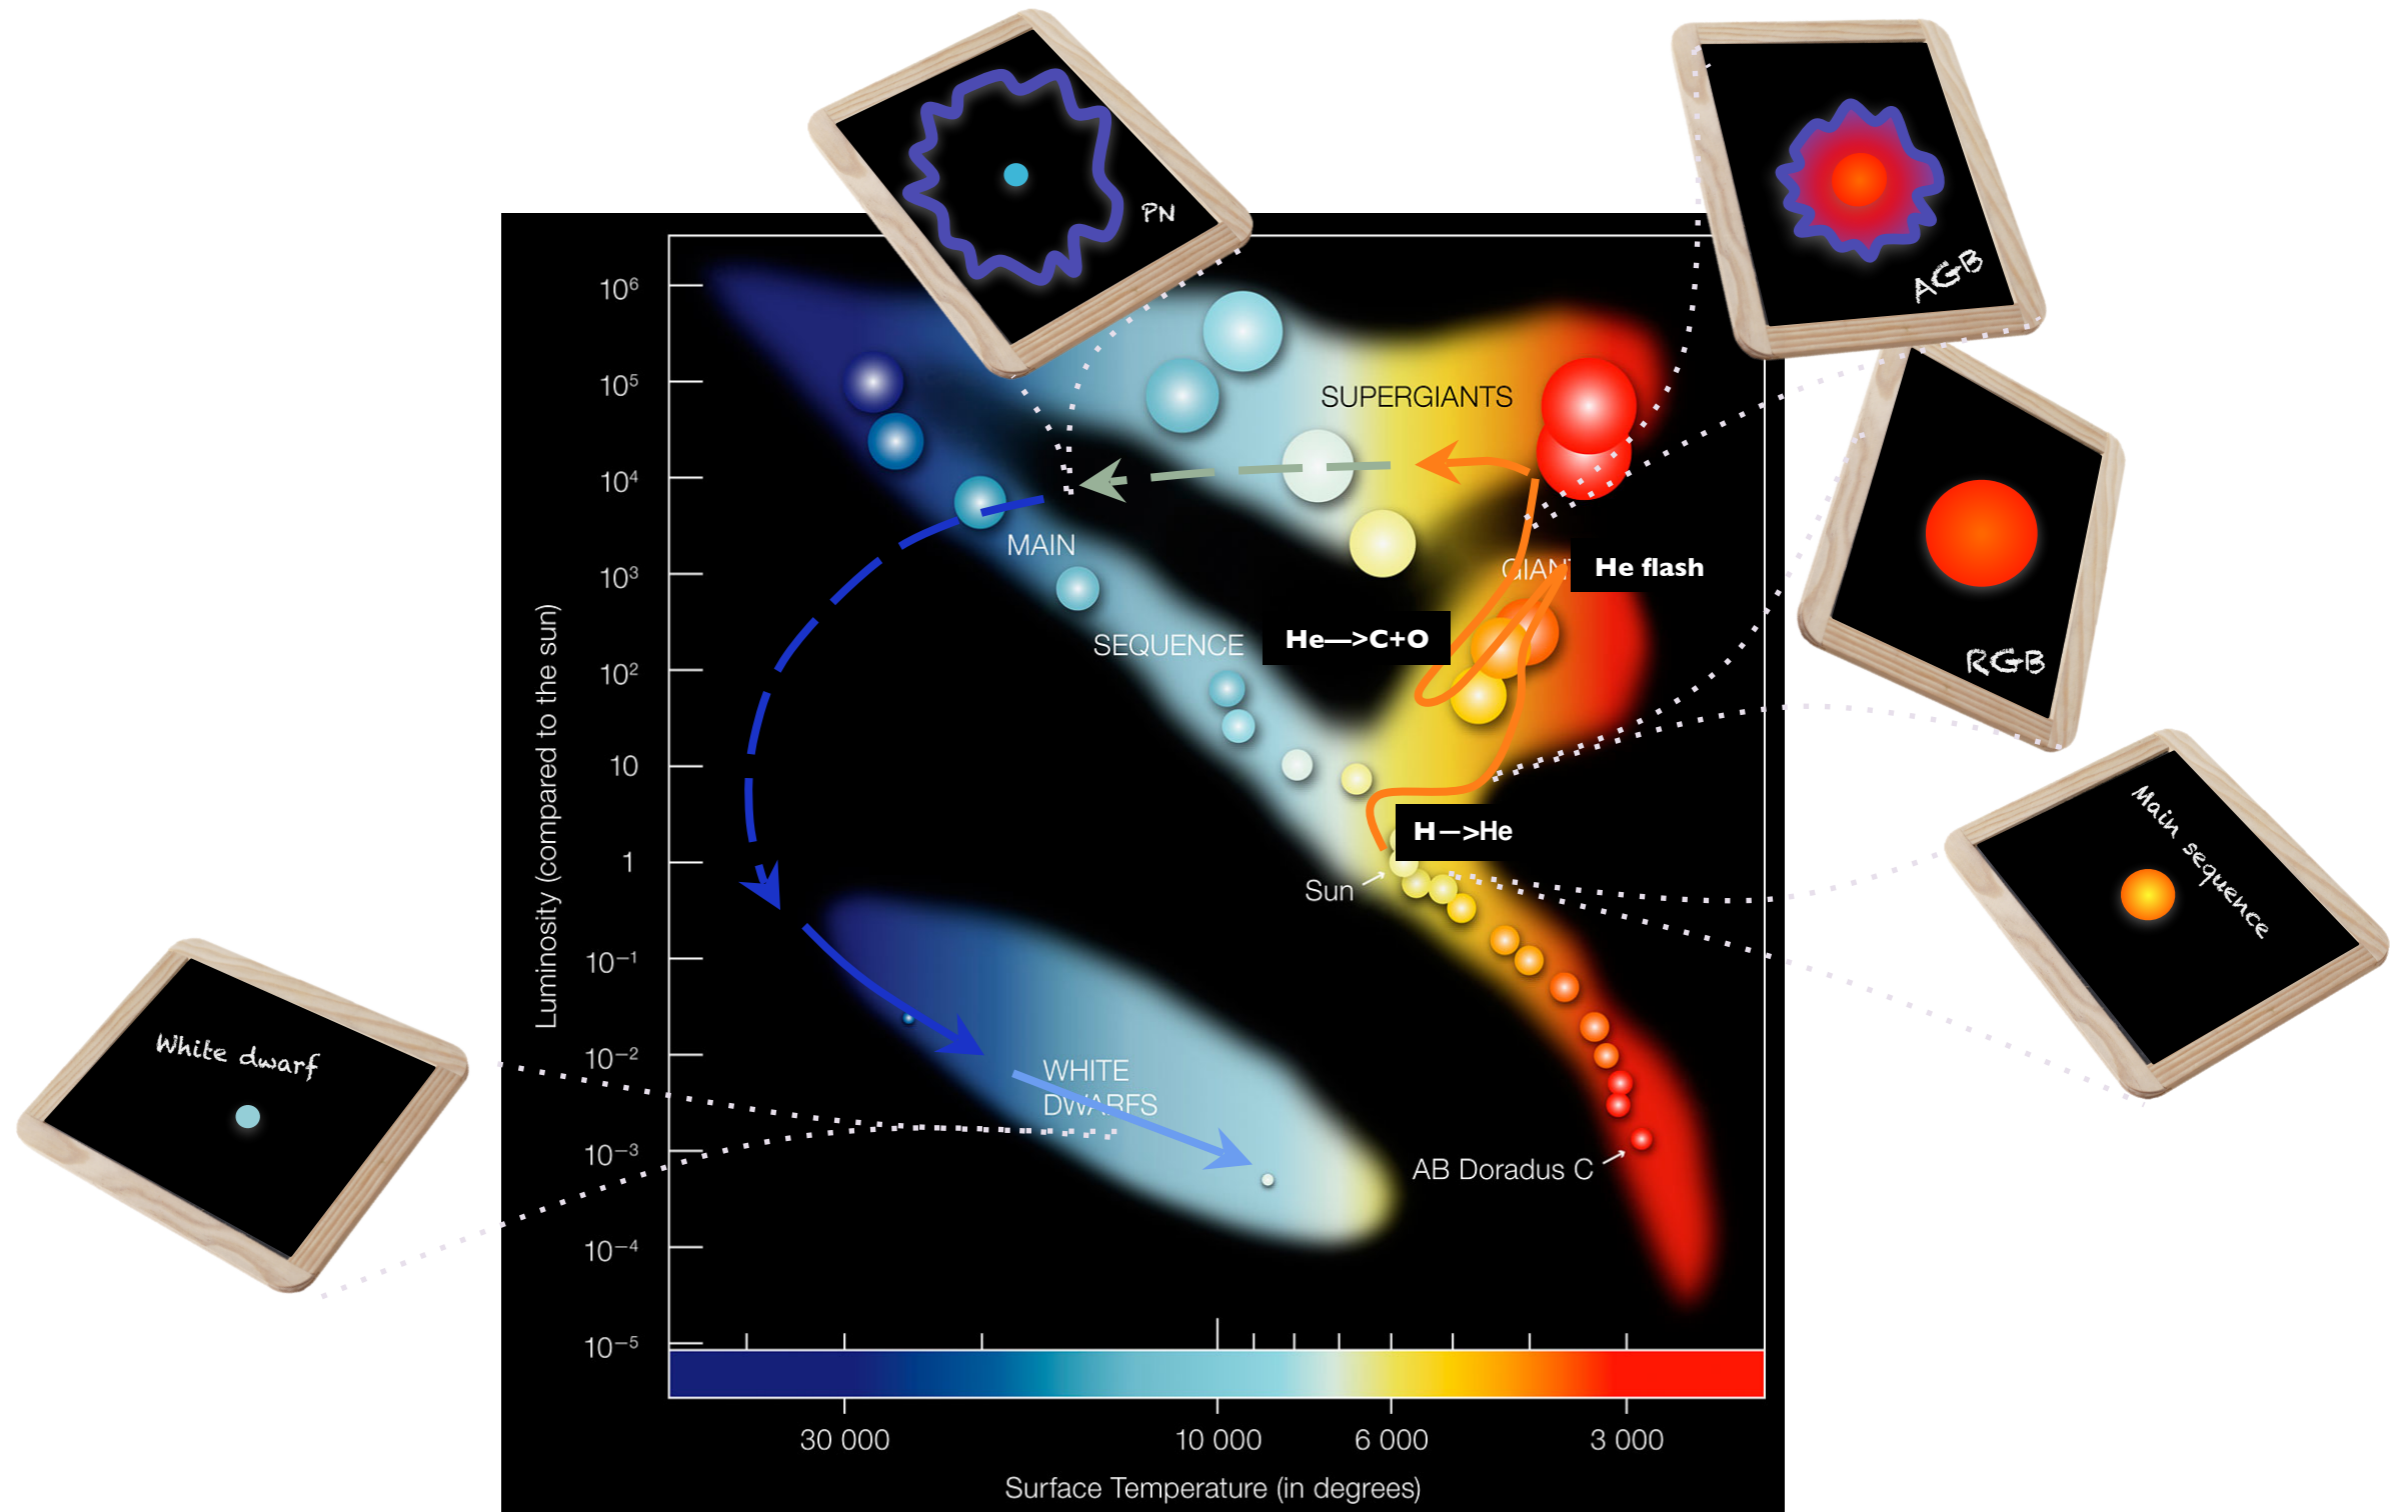 PN
AGB
RGB
Main sequence
White dwarf
10⁶
10⁵
10⁴
10³
10²
10
1
10⁻¹
10⁻²
10⁻³
10⁻⁴
10⁻⁵
Luminosity (compared to the sun)
SUPERGIANTS
MAIN
SEQUENCE
GIAN
He flash
He—>C+O
H—>He
Sun
WHITE
DWARFS
AB Doradus C
30 000
10 000
6 000
3 000
Surface Temperature (in degrees)